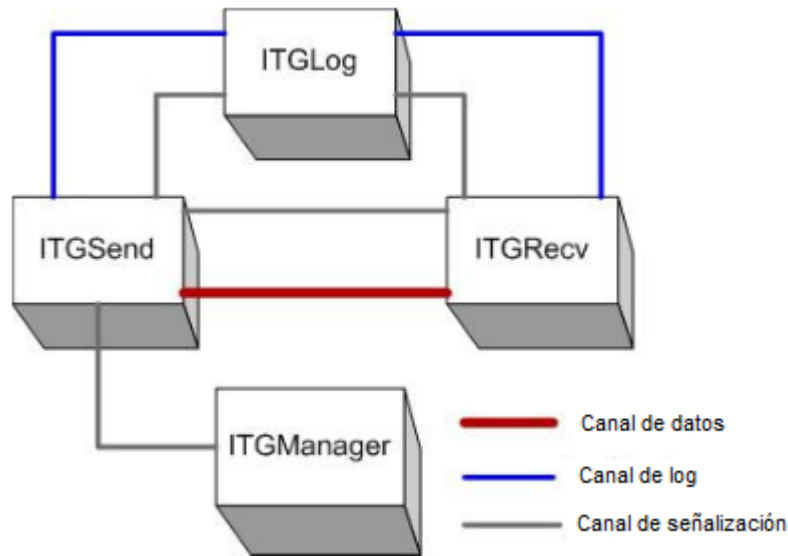 ITGLog
ITGSend
ITGRecv
ITGManager
Canal de datos
Canal de log
Canal de señalización